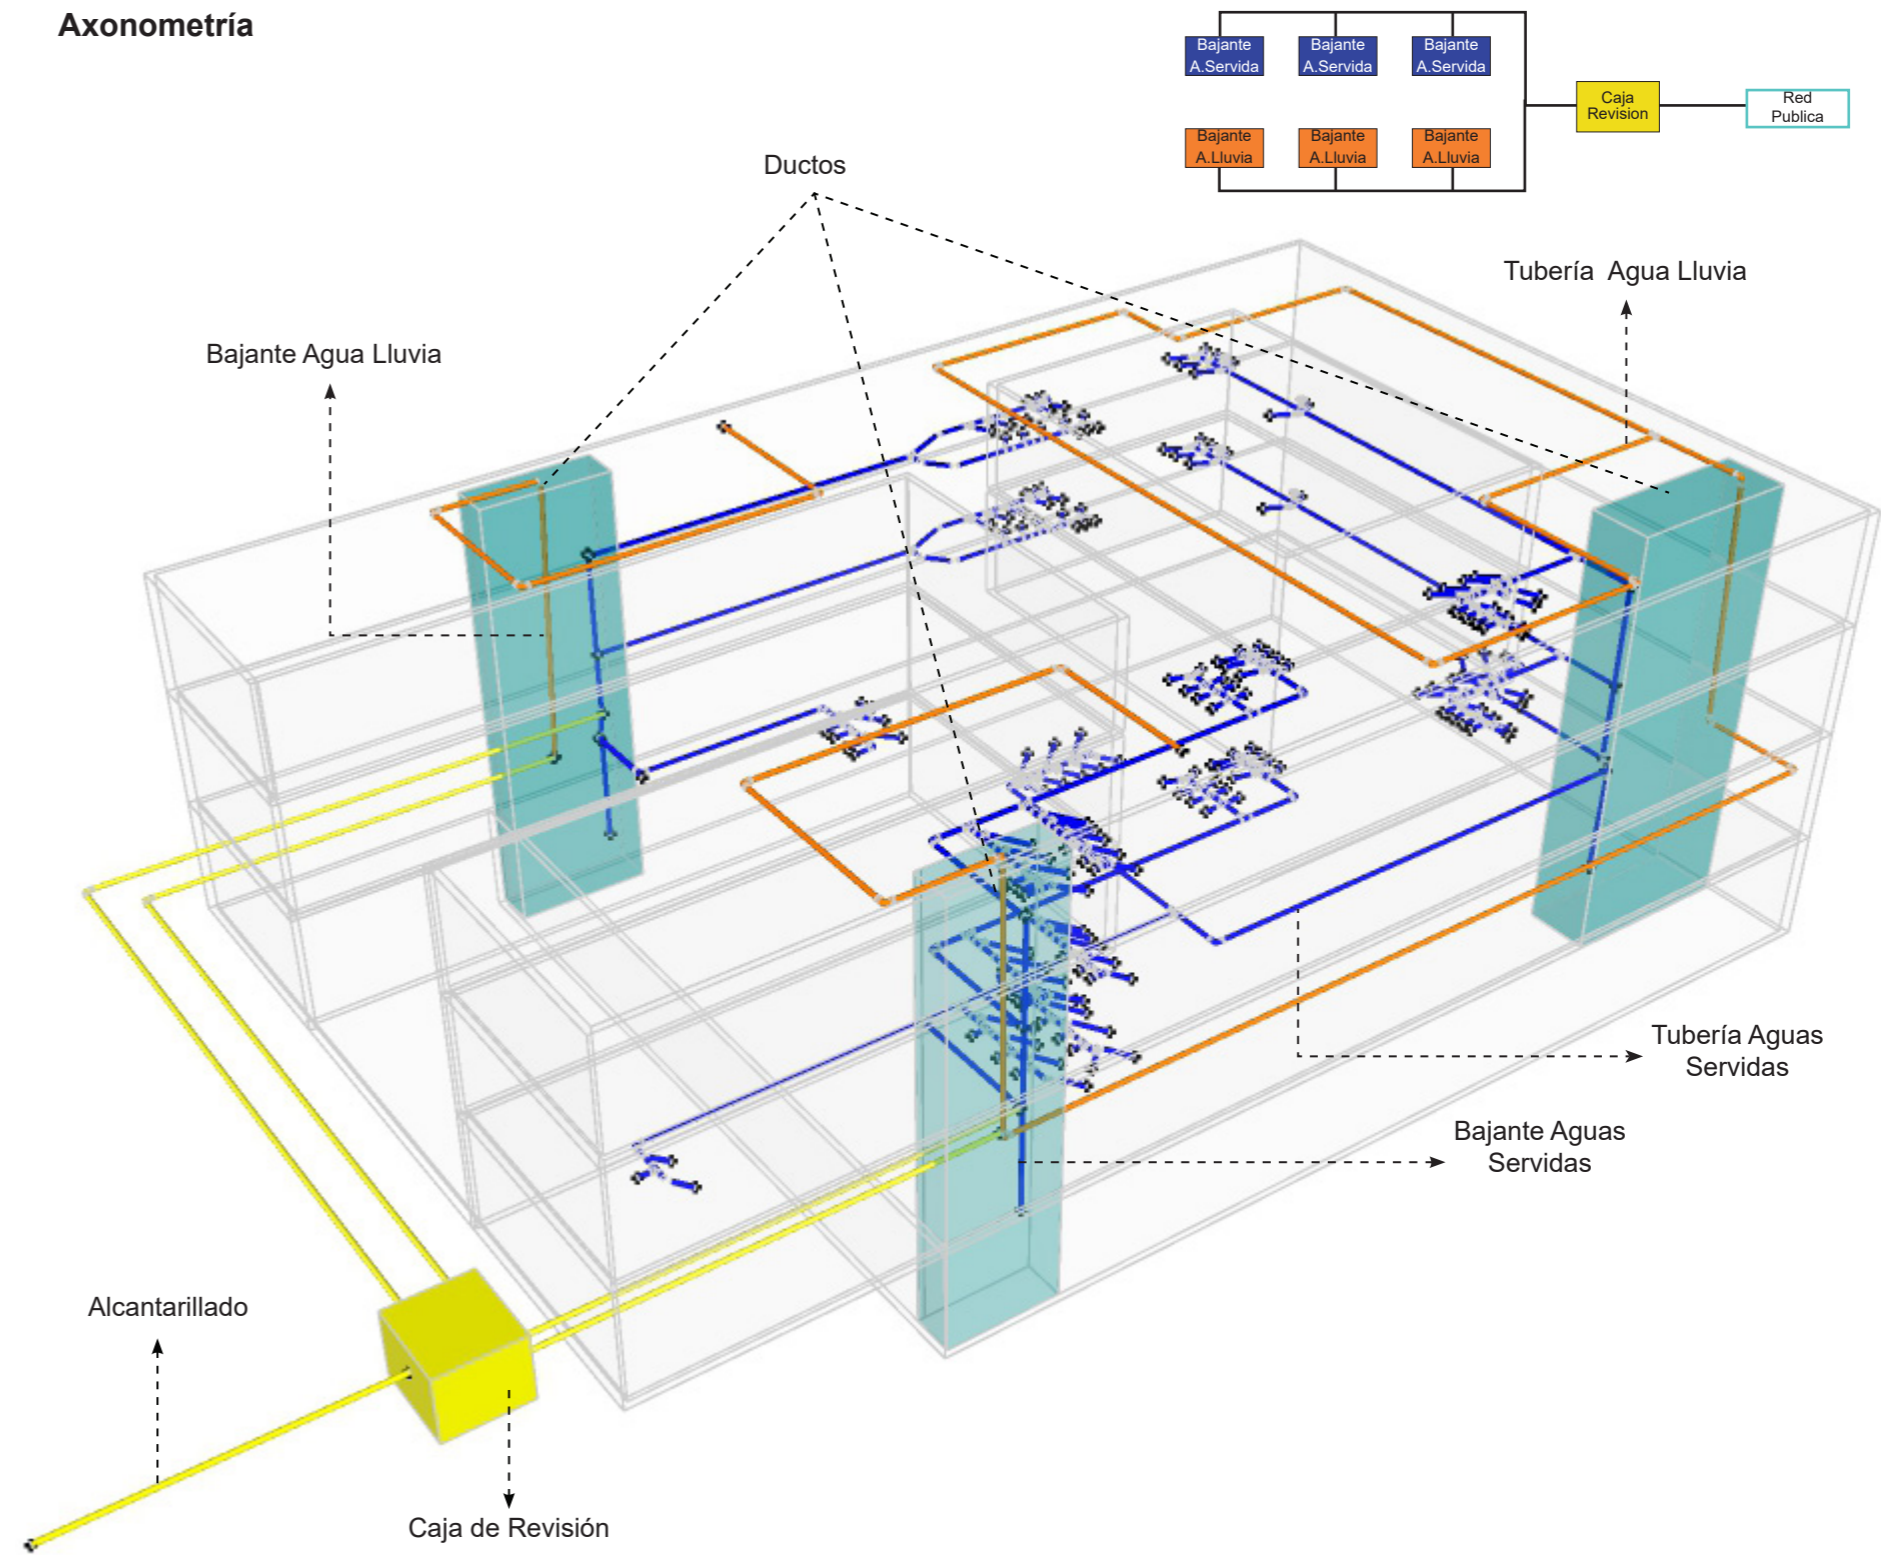 Axonometría
Bajante
A.Servida
Bajante
A.Servida
Bajante
A.Servida
Caja
Revision
Red
Publica
Bajante
A.Lluvia
Bajante
A.Lluvia
Bajante
A.Lluvia
Ductos
Tubería Agua Lluvia
Bajante Agua Lluvia
Tubería Aguas
Servidas
Bajante Aguas
Servidas
Alcantarillado
Caja de Revisión